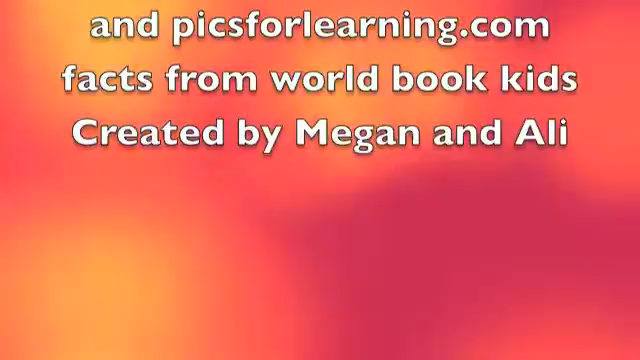 and picsforlearning.com
facts from world book kids
Created by Megan and Ali